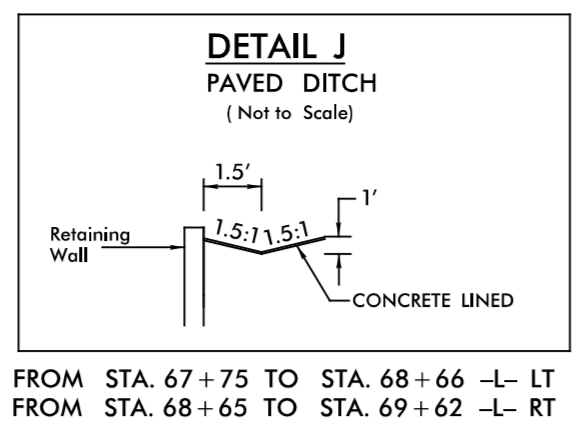 DETAIL J
PAVED DITCH
( Not to Scale)
1.5'
1'
Retaining
Wall
1.5:1
1.5:1
CONCRETE LINED
FROM STA. 67+75 TO STA. 68+66 -L- LT
FROM STA. 68+65 TO STA. 69+62 -L- RT